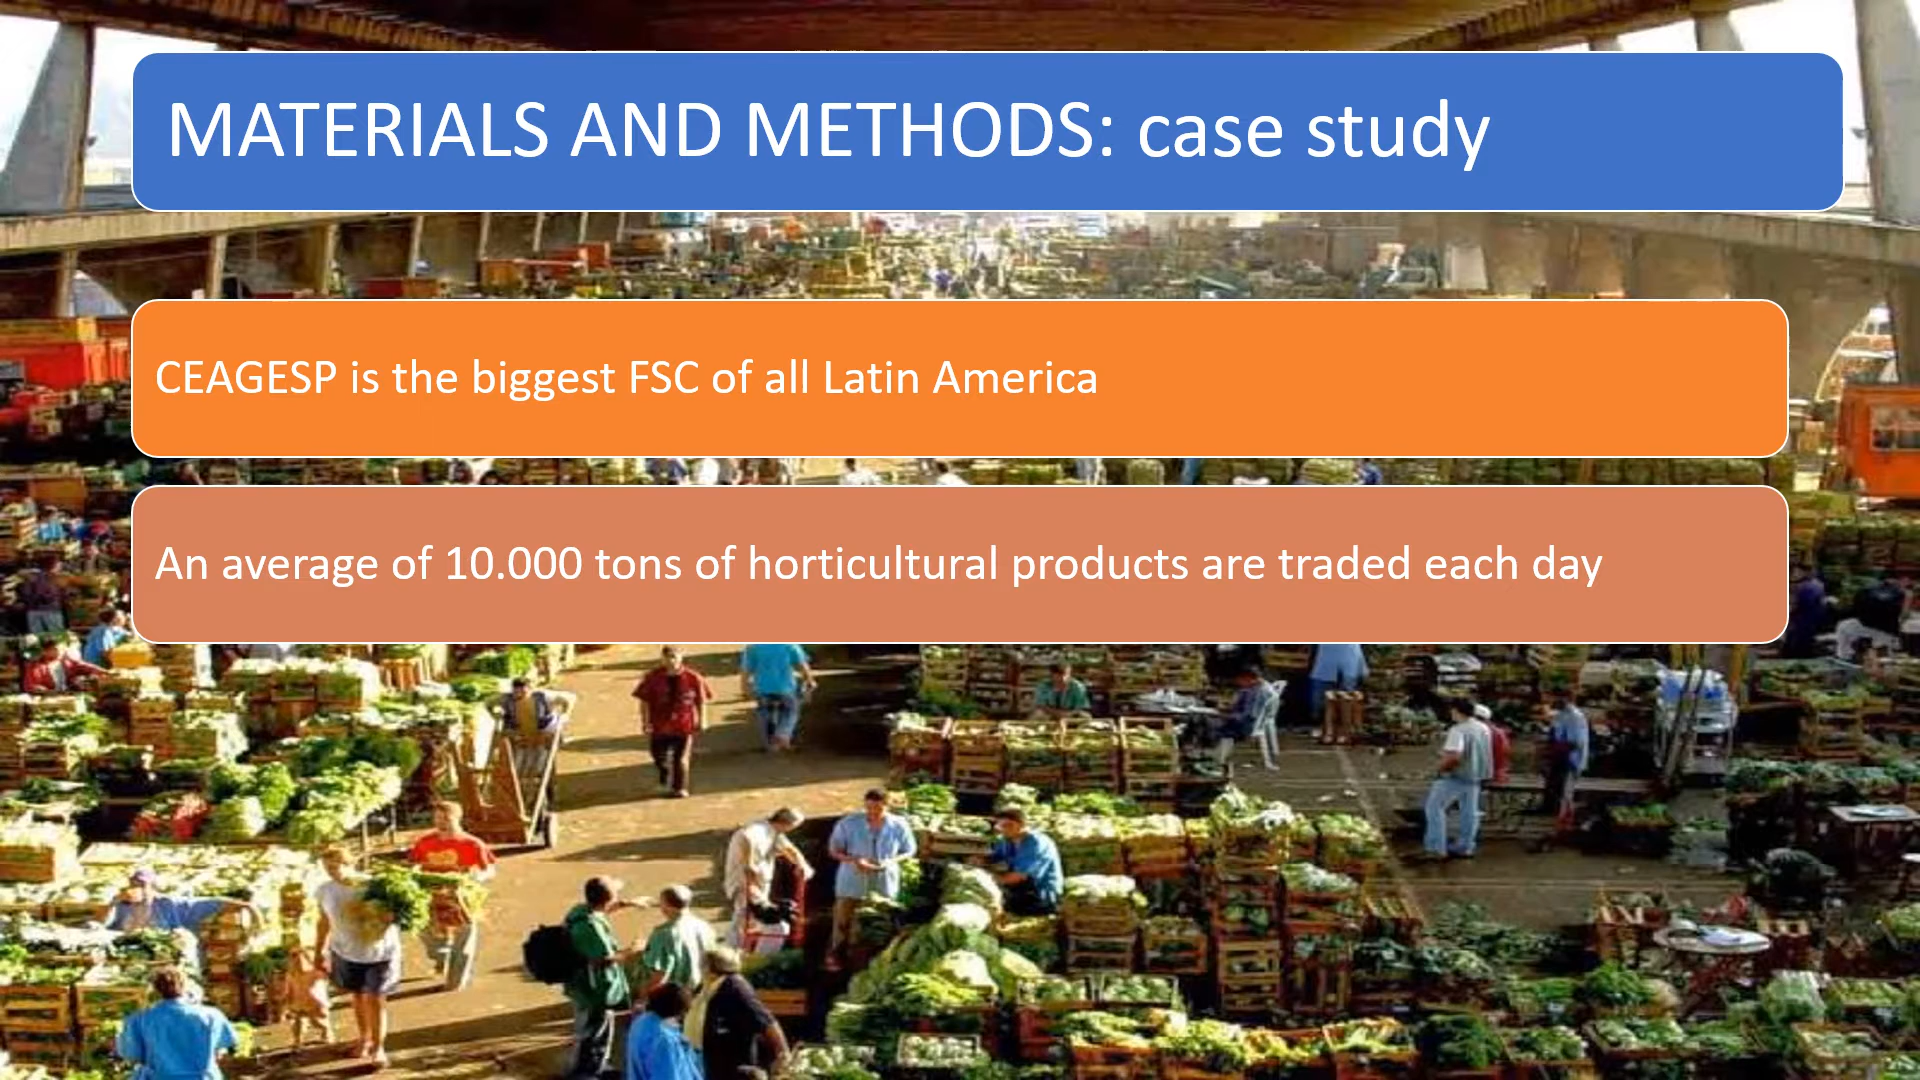 MATERIALS AND METHODS: case study
CEAGESP is the biggest FSC of all Latin America
An average of 10.000 tons of horticultural products are traded each day